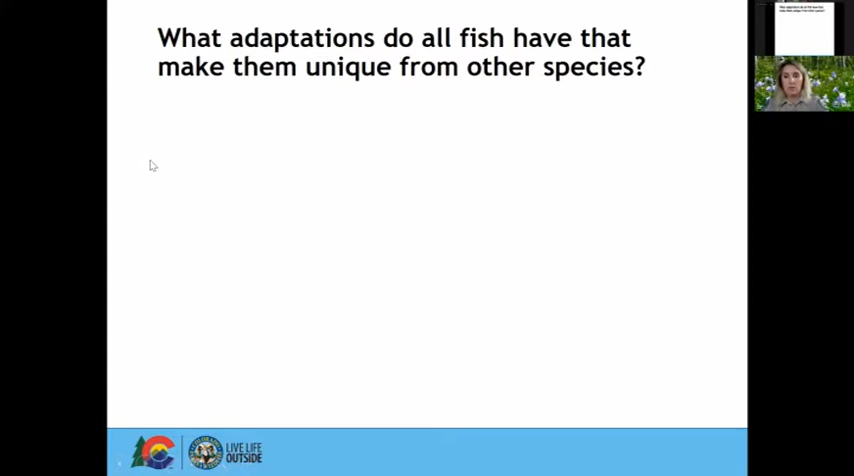 What adaptations do all fish have that
make them unique from other species?
LIVE LIFE
OUTSIDE